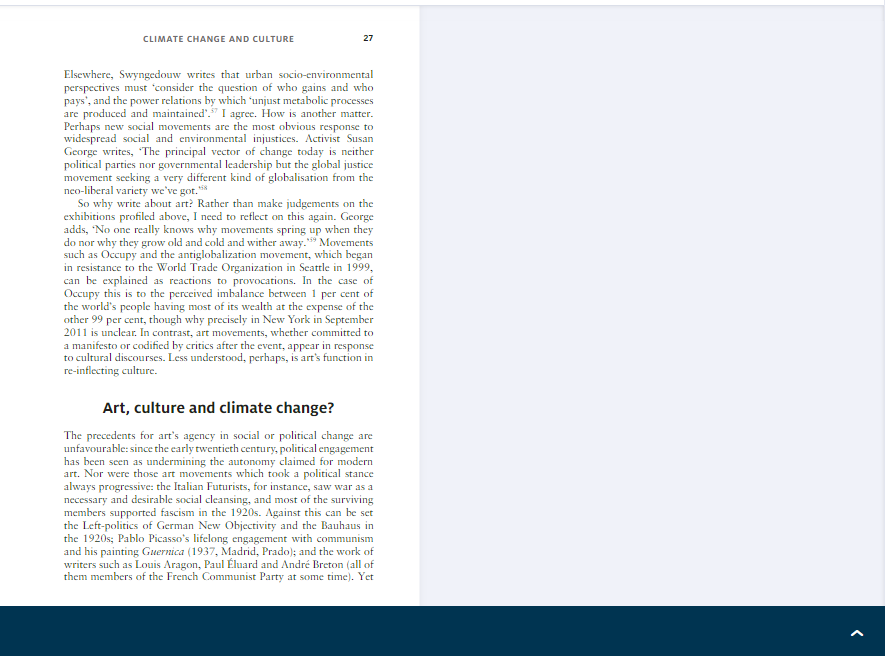 CLIMATE CHANGE AND CULTURE 27
Elsewhere, Swyngedouw writes that urban socio-environmental
perspectives must ‘consider the question of who gains and who
pays’, and the power relations by which ‘unjust metabolic processes
are produced and maintained’.57 I agree. How is another matter.
Perhaps new social movements are the most obvious response to
widespread social and environmental injustices. Activist Susan
George writes, ‘The principal vector of change today is neither
political parties nor governmental leadership but the global justice
movement seeking a very different kind of globalisation from the
neo-liberal variety we’ve got.’58
So why write about art? Rather than make judgements on the
exhibitions profiled above, I need to reflect on this again. George
adds, ‘No one really knows why movements spring up when they
do nor why they grow old and cold and wither away.’59 Movements
such as Occupy and the antiglobalization movement, which began
in resistance to the World Trade Organization in Seattle in 1999,
can be explained as reactions to provocations. In the case of
Occupy this is to the perceived imbalance between 1 per cent of
the world’s people having most of its wealth at the expense of the
other 99 per cent, though why precisely in New York in September
2011 is unclear. In contrast, art movements, whether committed to
a manifesto or codified by critics after the event, appear in response
to cultural discourses. Less understood, perhaps, is art’s function in
re-inflecting culture.
Art, culture and climate change?
The precedents for art’s agency in social or political change are
unfavourable: since the early twentieth century, political engagement
has been seen as undermining the autonomy claimed for modern
art. Nor were those art movements which took a political stance
always progressive: the Italian Futurists, for instance, saw war as a
necessary and desirable social cleansing, and most of the surviving
members supported fascism in the 1920s. Against this can be set
the Left-politics of German New Objectivity and the Bauhaus in
the 1920s; Pablo Picasso’s lifelong engagement with communism
and his painting Guernica (1937, Madrid, Prado); and the work of
writers such as Louis Aragon, Paul Éluard and André Breton (all of
them members of the French Communist Party at some time). Yet